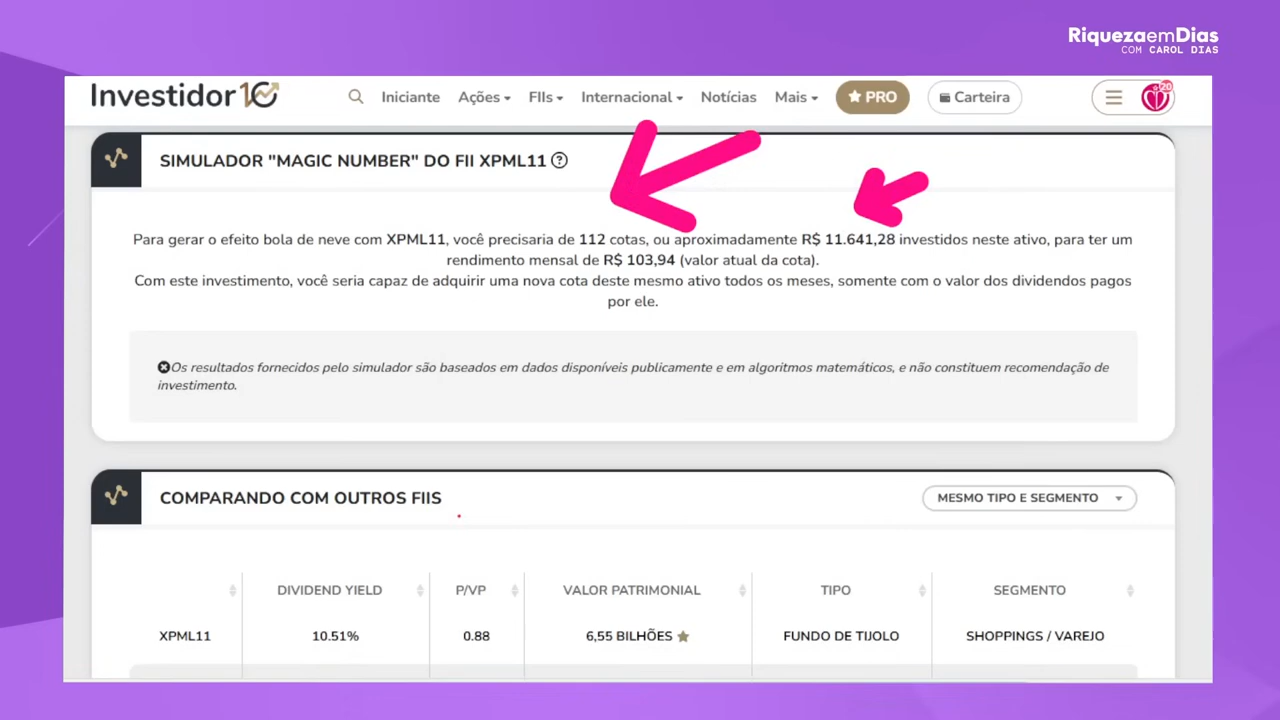 RiquezaemDias
COM CAROL DIAS
Investidor10
Iniciante Ações FIIs Internacional Notícias Mais PRO Carteira
+20
SIMULADOR "MAGIC NUMBER" DO FII XPML11 ?
Para gerar o efeito bola de neve com XPML11, você precisaria de 112 cotas, ou aproximadamente R$ 11.641,28 investidos neste ativo, para ter um
rendimento mensal de R$ 103,94 (valor atual da cota).
Com este investimento, você seria capaz de adquirir uma nova cota deste mesmo ativo todos os meses, somente com o valor dos dividendos pagos
por ele.
Os resultados fornecidos pelo simulador são baseados em dados disponíveis publicamente e em algoritmos matemáticos, e não constituem recomendação de
investimento.
COMPARANDO COM OUTROS FIIS
MESMO TIPO E SEGMENTO
DIVIDEND YIELD P/VP VALOR PATRIMONIAL TIPO SEGMENTO
XPML11 10.51% 0.88 6,55 BILHÕES FUNDO DE TIJOLO SHOPPINGS / VAREJO